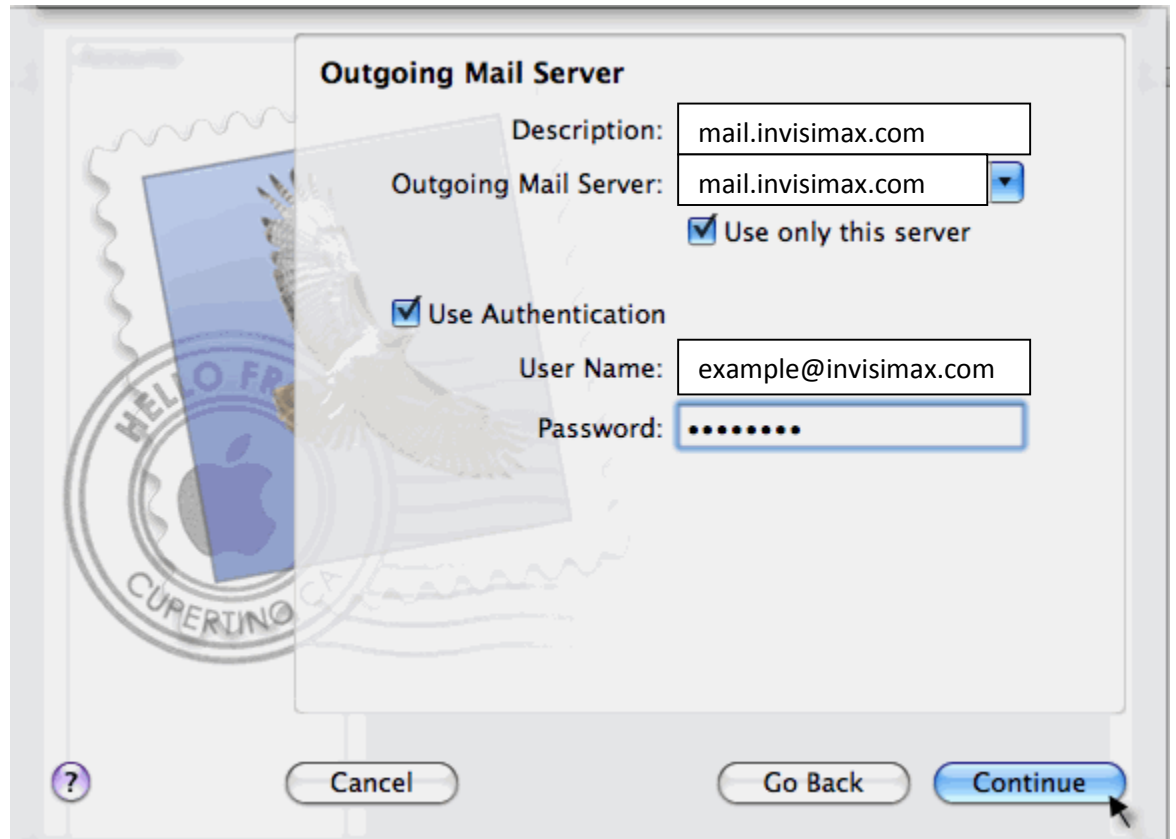 Outgoing Mail Server
Description: mail.invisimax.com
Outgoing Mail Server: mail.invisimax.com
Use only this server
Use Authentication
User Name: example@invisimax.com
Password: ••••••••
HELLO FR
CUPERTINO CA
? Cancel Go Back Continue